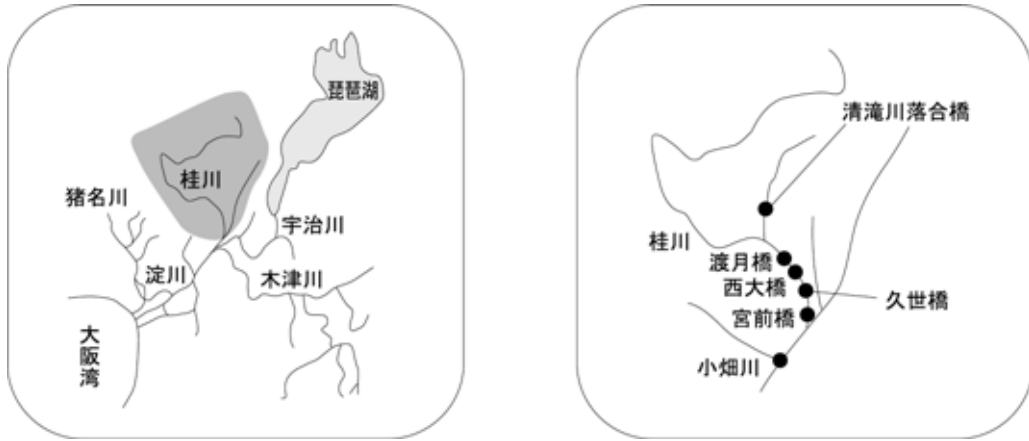 琵琶湖
桂川
猪名川
宇治川
淀川
木津川
大阪湾
清滝川落合橋
桂川
渡月橋
西大橋
久世橋
宮前橋
小畑川